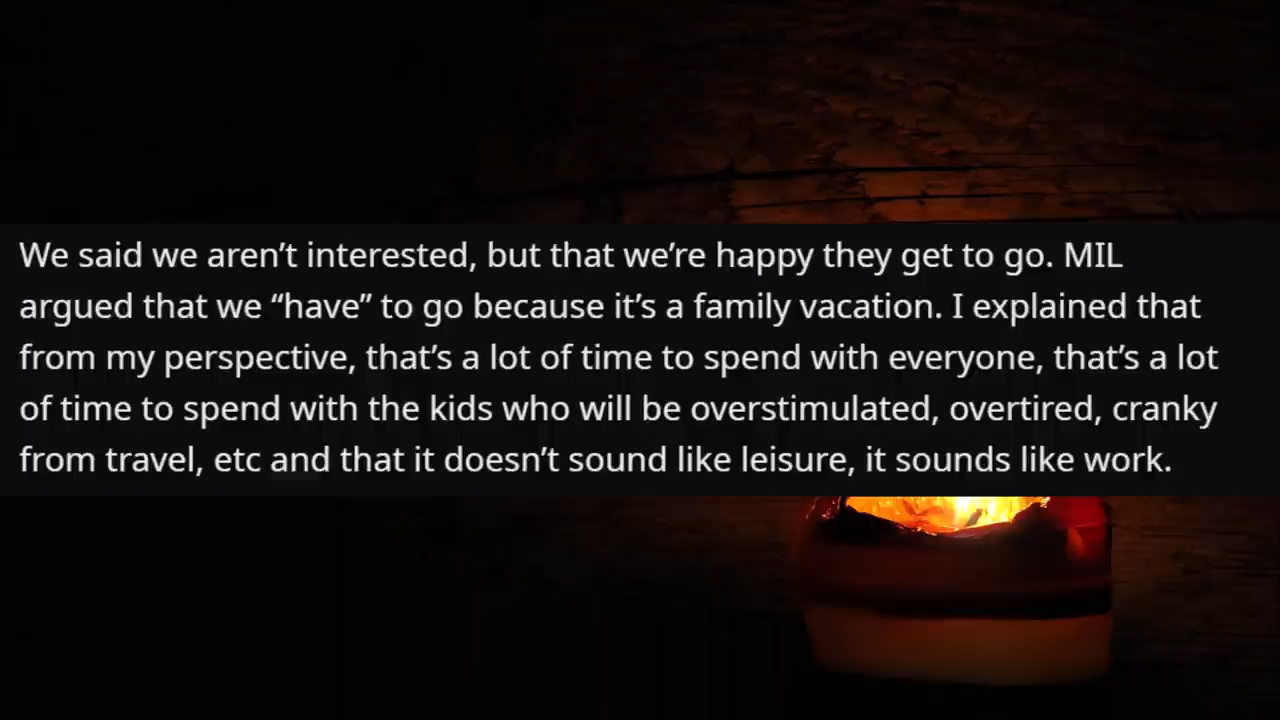 We said we aren’t interested, but that we’re happy they get to go. MIL
argued that we “have” to go because it’s a family vacation. I explained that
from my perspective, that’s a lot of time to spend with everyone, that’s a lot
of time to spend with the kids who will be overstimulated, overtired, cranky
from travel, etc and that it doesn’t sound like leisure, it sounds like work.